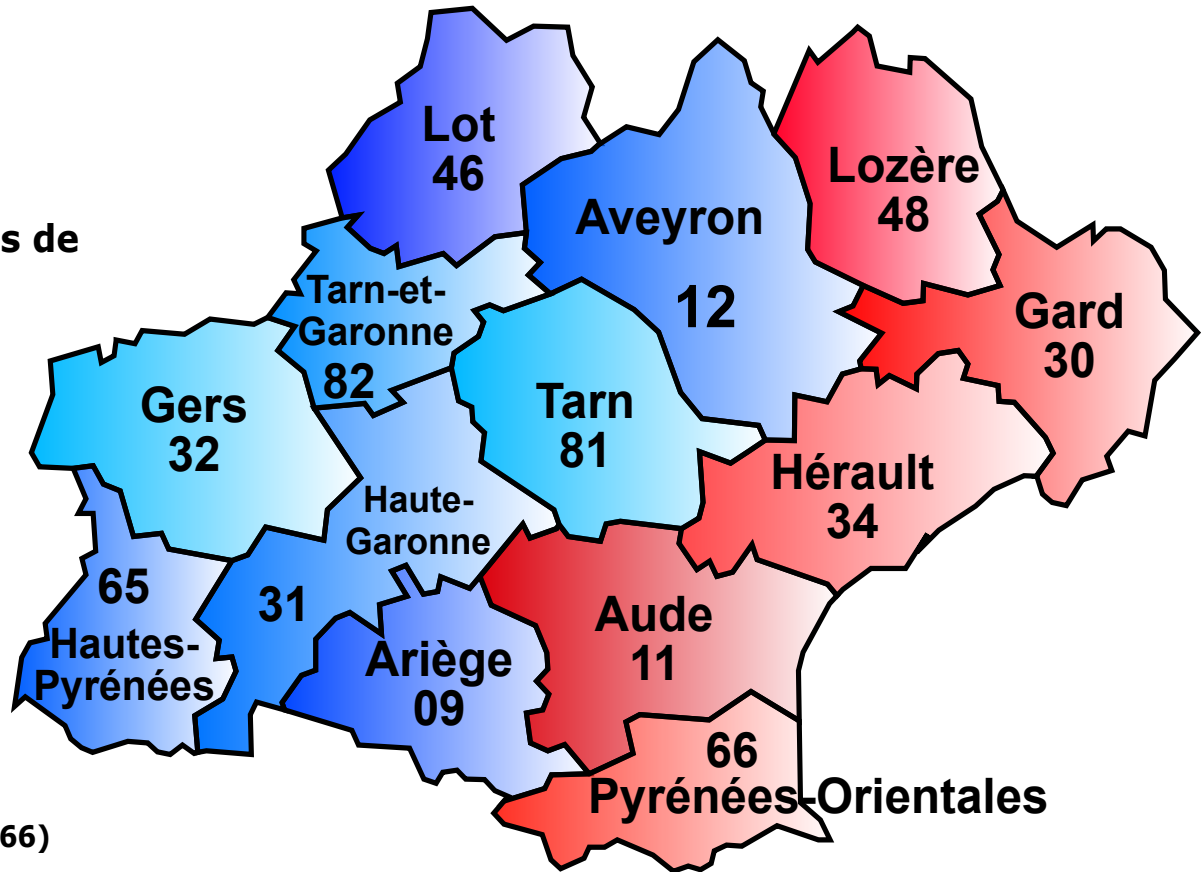 Lot
46
Lozère
48
Aveyron
12
s de
Tarn-et-
Garonne
82
Gard
30
Gers
32
Tarn
81
Hérault
34
Haute-
Garonne
31
65
Hautes-
Pyrénées
Ariège
09
Aude
11
66
Pyrénées-Orientales
66)